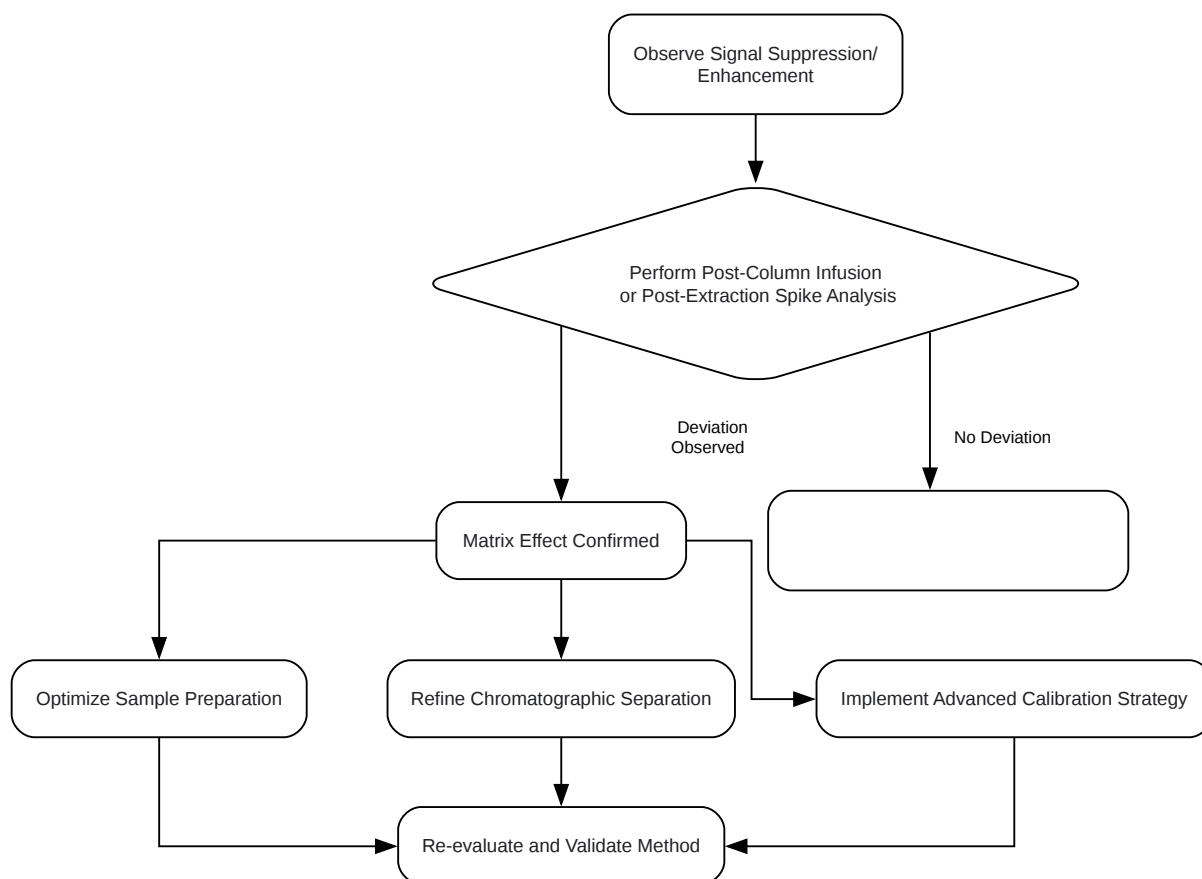 Observe Signal Suppression/
Enhancement
Perform Post-Column Infusion
or Post-Extraction Spike Analysis
Deviation
Observed
No Deviation
Matrix Effect Confirmed
Optimize Sample Preparation
Refine Chromatographic Separation
Implement Advanced Calibration Strategy
Re-evaluate and Validate Method